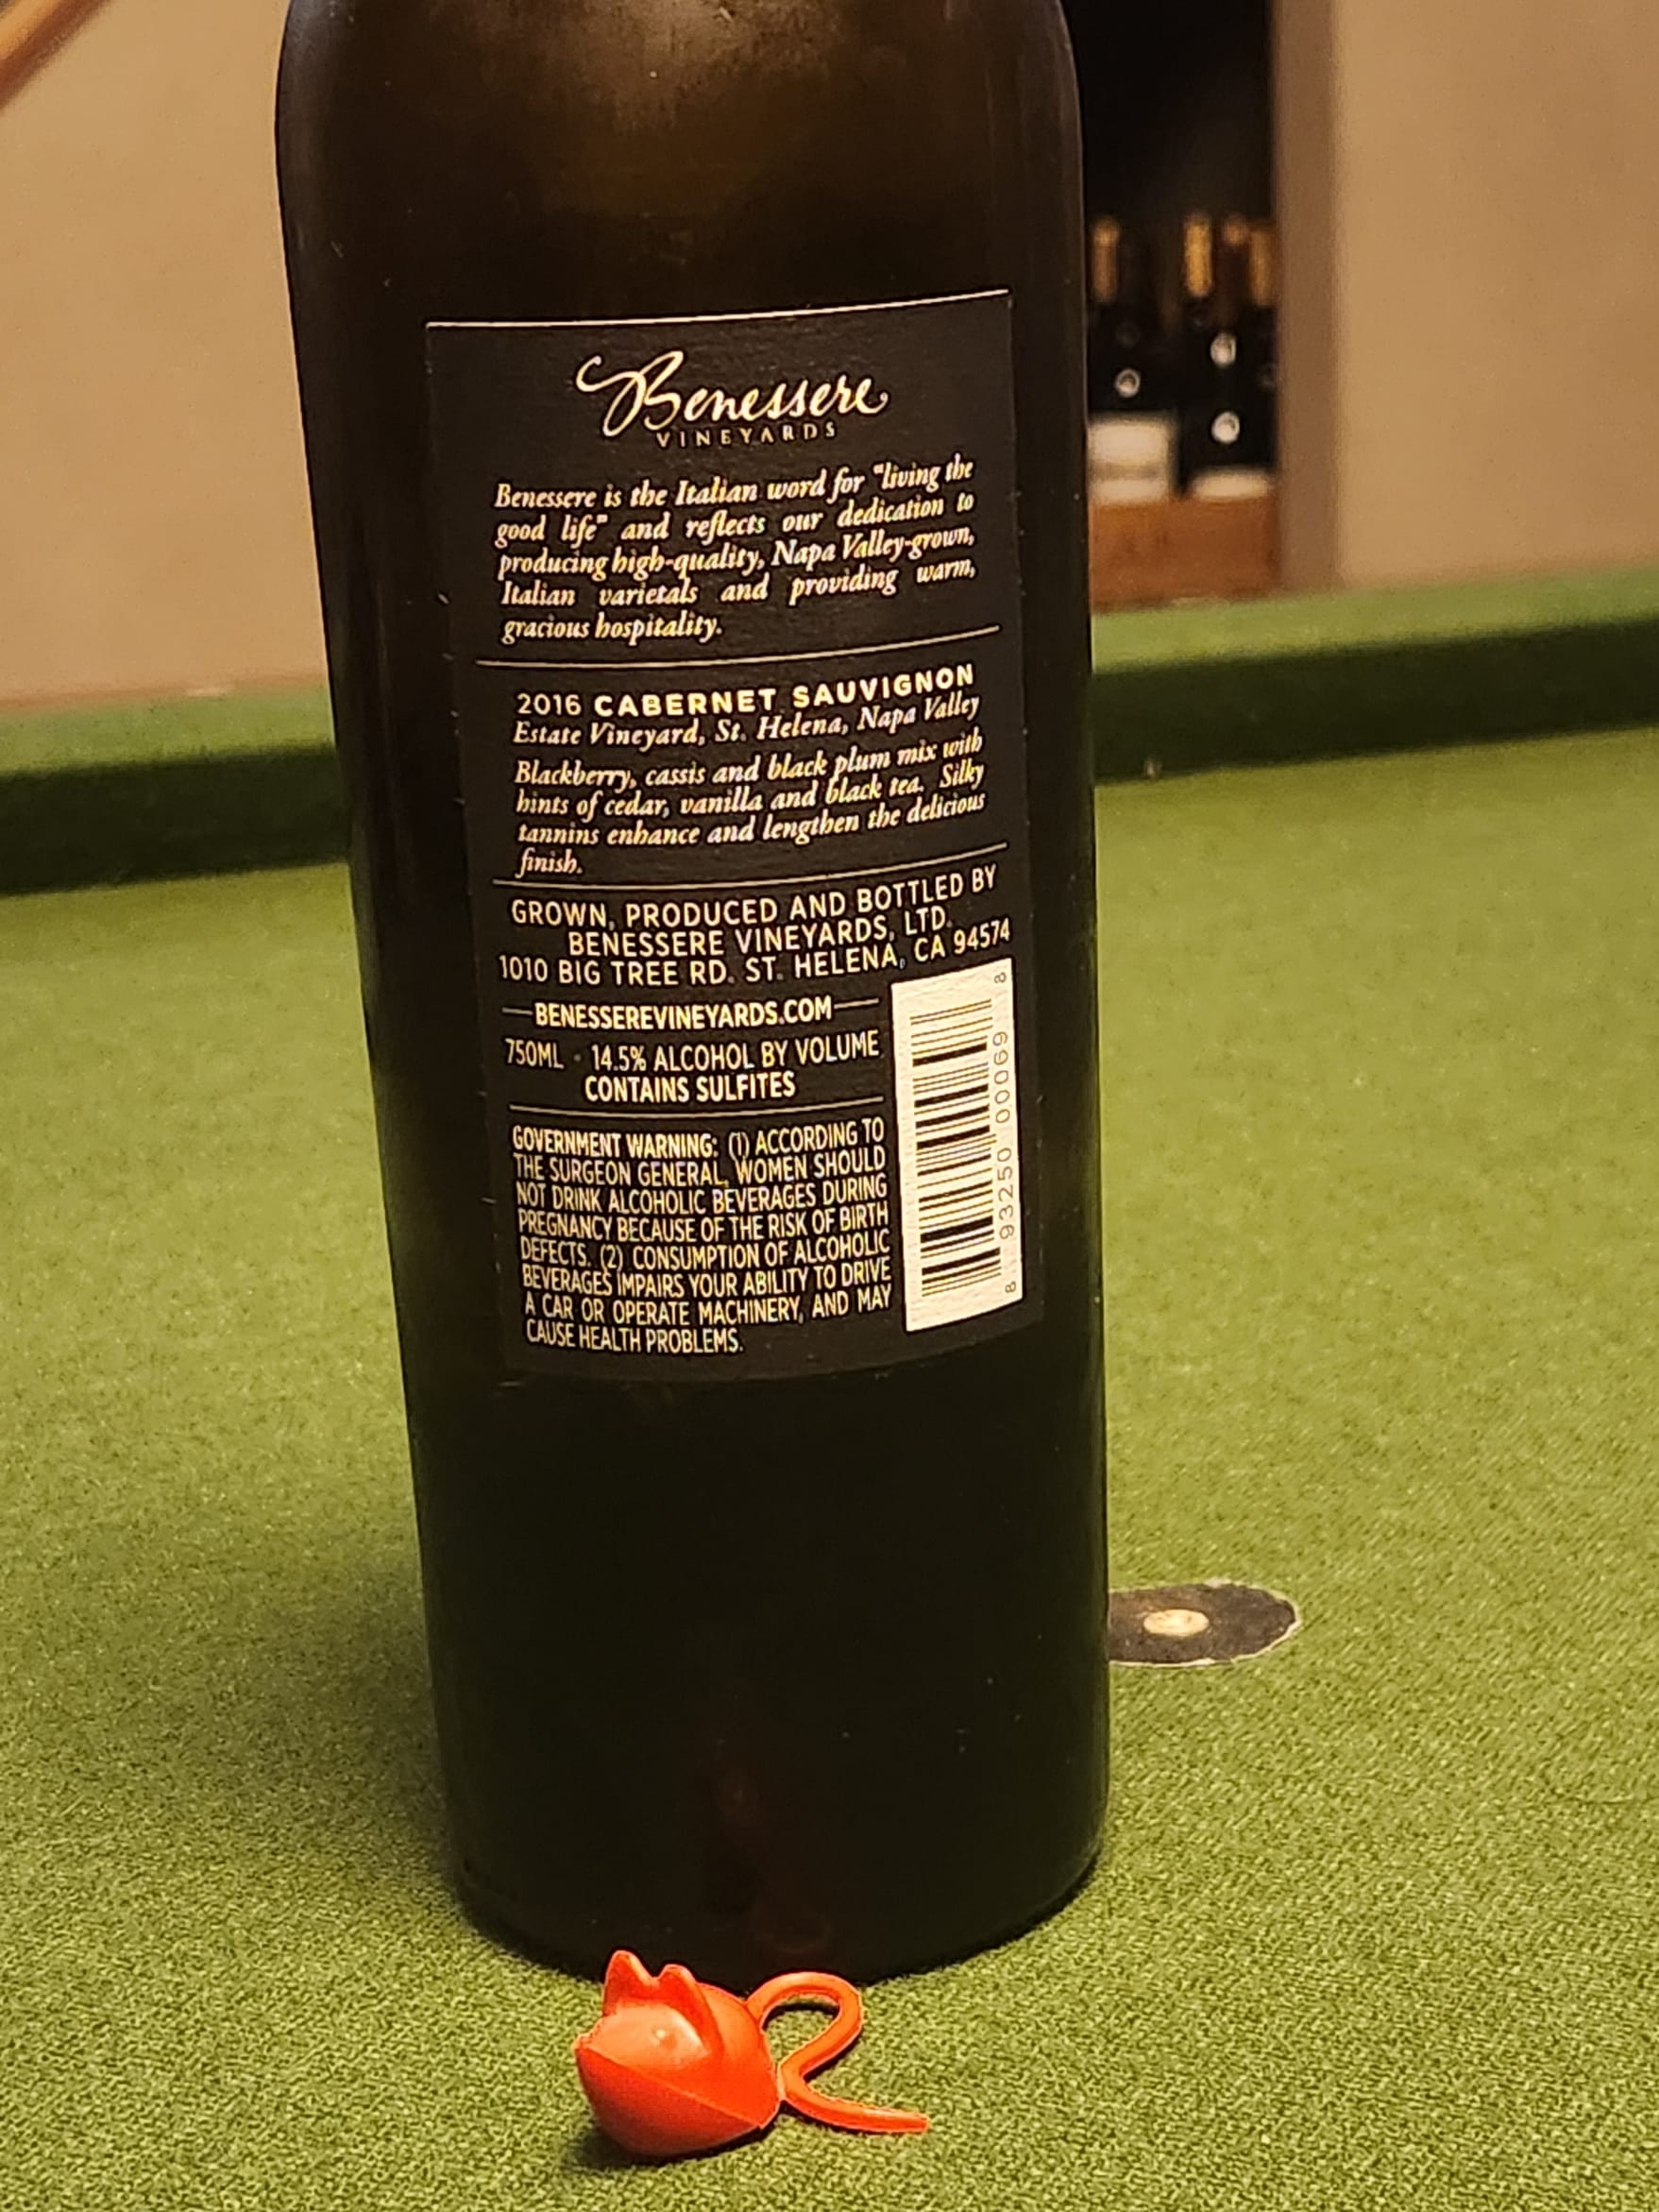 Benessere
VINEYARDS
Benessere is the Italian word for "living the
good life" and reflects our dedication to
producing high-quality, Napa Valley-grown,
Italian varietals and providing warm,
gracious hospitality.
2016 CABERNET SAUVIGNON
Estate Vineyard, St. Helena, Napa Valley
Blackberry, cassis and black plum mix with
hints of cedar, vanilla and black tea. Silky
tannins enhance and lengthen the delicious
finish.
GROWN, PRODUCED AND BOTTLED BY
BENESSERE VINEYARDS, LTD.
1010 BIG TREE RD. ST. HELENA, CA 94574
BENESSEREVINEYARDS.COM
750ML · 14.5% ALCOHOL BY VOLUME
CONTAINS SULFITES
GOVERNMENT WARNING: (1) ACCORDING TO
THE SURGEON GENERAL, WOMEN SHOULD
NOT DRINK ALCOHOLIC BEVERAGES DURING
PREGNANCY BECAUSE OF THE RISK OF BIRTH
DEFECTS. (2) CONSUMPTION OF ALCOHOLIC
BEVERAGES IMPAIRS YOUR ABILITY TO DRIVE
A CAR OR OPERATE MACHINERY, AND MAY
CAUSE HEALTH PROBLEMS.
8 93250 00069 8